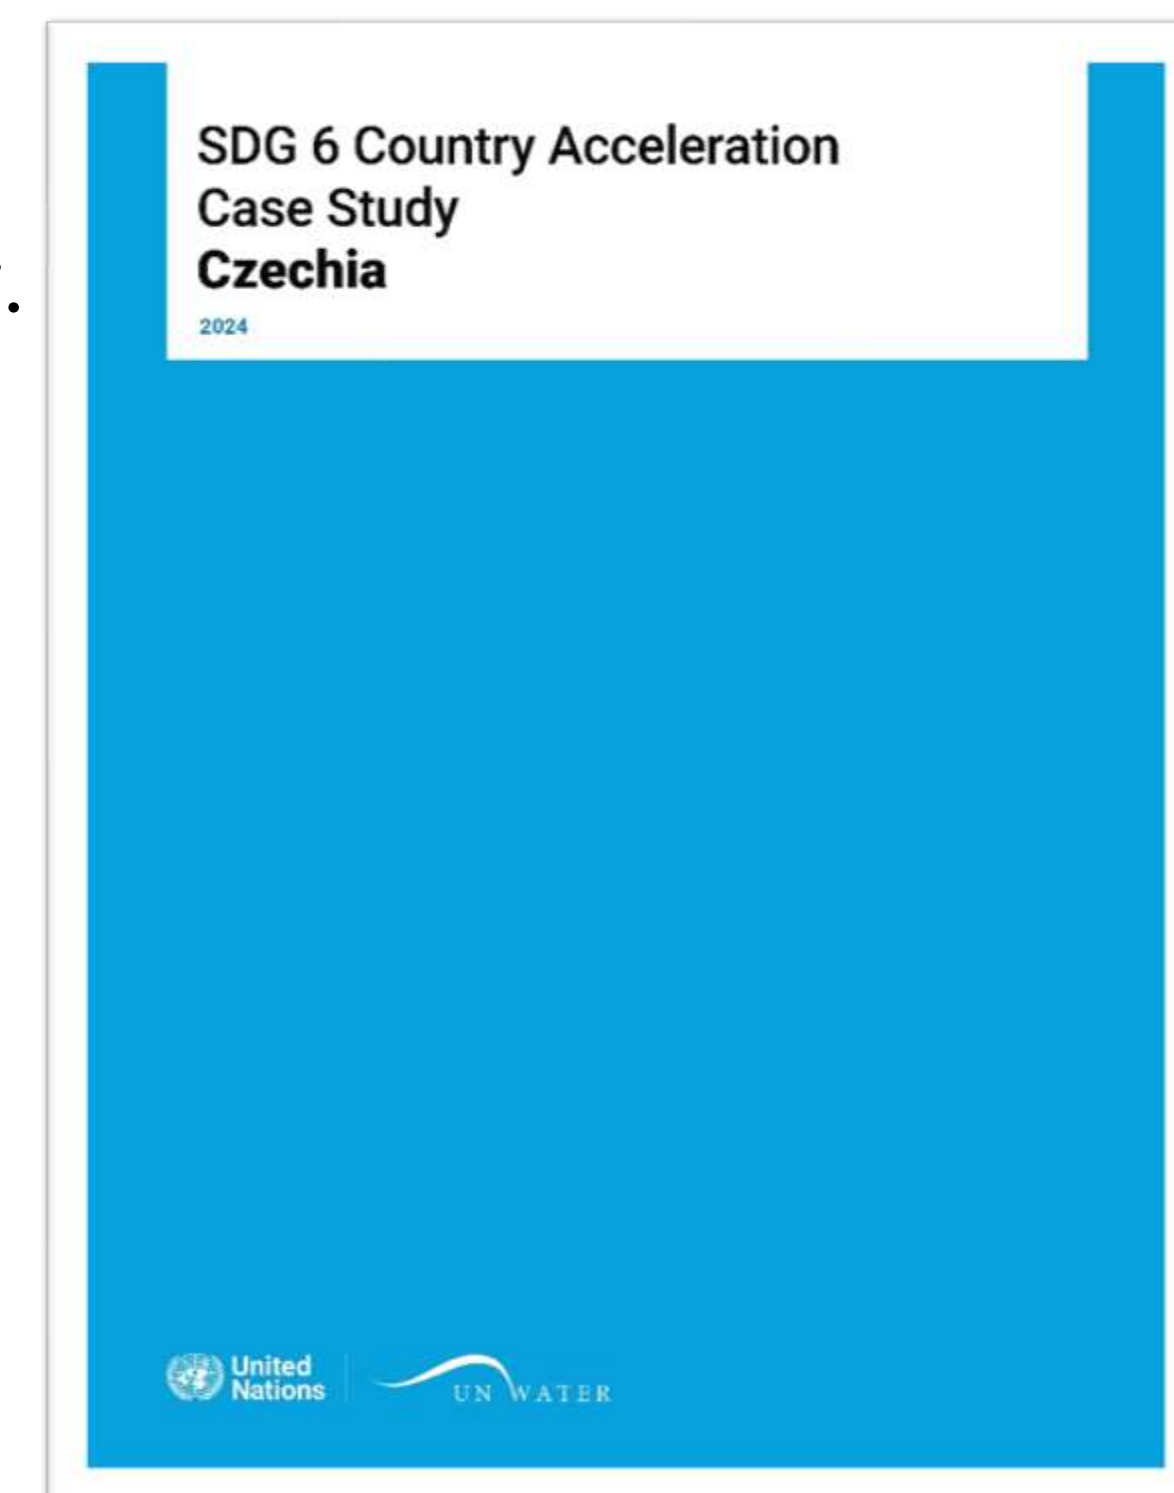 SDG 6 Country Acceleration
Case Study
Czechia
2024
United
Nations
UN WATER